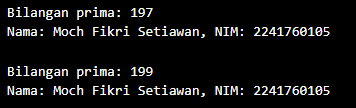 Bilangan prima: 197
Nama: Moch Fikri Setiawan, NIM: 2241760105
Bilangan prima: 199
Nama: Moch Fikri Setiawan, NIM: 2241760105